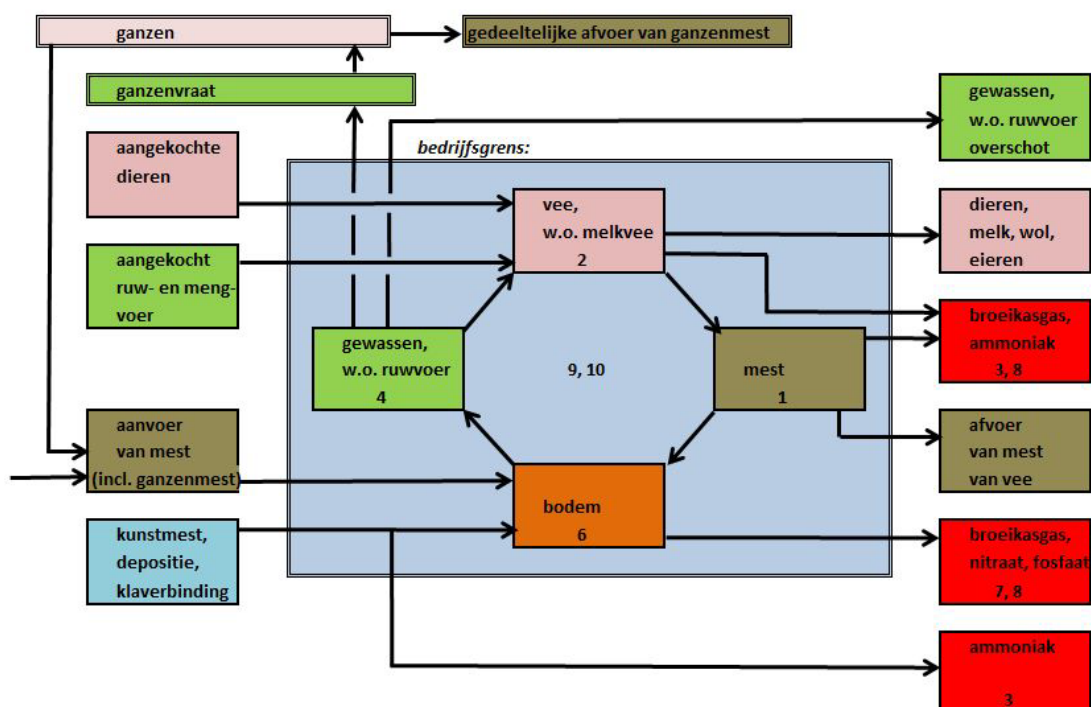 ganzen
gedeeltelijke afvoer van ganzenmest
ganzenvraat
gewassen,
w.o. ruwvoer
overschot
aangekochte
dieren
bedrijfsgrens:
vee,
w.o. melkvee
2
dieren,
melk, wol,
eieren
aangekocht
ruw- en meng-
voer
broeikasgas,
ammoniak
3, 8
gewassen,
w.o. ruwvoer
4
9, 10
mest
1
aanvoer
van mest
(incl. ganzenmest)
afvoer
van mest
van vee
bodem
6
kunstmest,
depositie,
klaverbinding
broeikasgas,
nitraat, fosfaat
7, 8
ammoniak
3